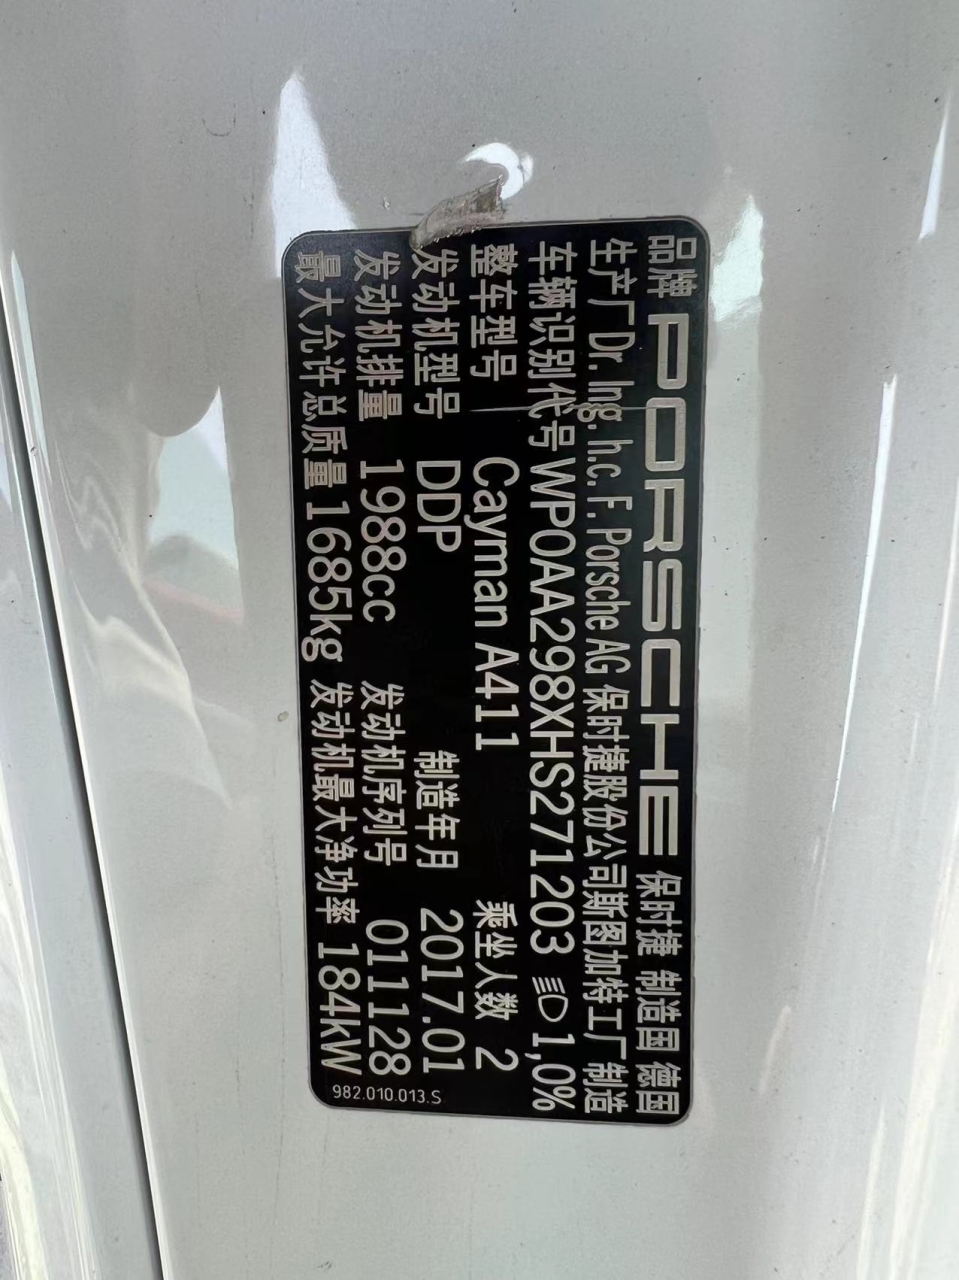 品牌 PORSCHE 保时捷 制造国 德国
生产厂Dr. Ing. h.c. F. Porsche AG 保时捷股份公司斯图加特工厂 制造
车辆识别代号 WP0AA298XHS271203 1,0%
整车型号 Cayman A411 乘坐人数 2
发动机型号 DDP 制造年月 2017.01
发动机排量 1988cc 发动机序列号 011128
最大允许总质量 1685kg 发动机最大净功率 184kW
982.010.013.S